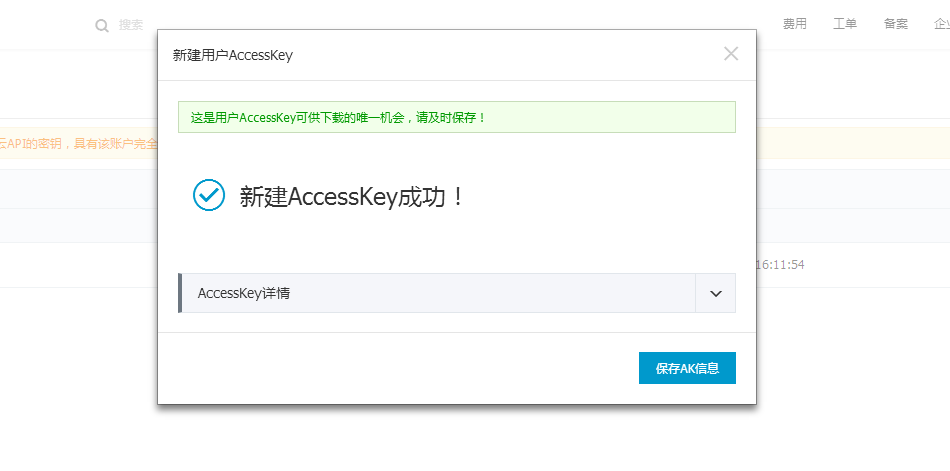 搜索
费用
工单
备案
企业
新建用户AccessKey
这是用户AccessKey可供下载的唯一机会，请及时保存！
云API的密钥，具有该账户完全
新建AccessKey成功！
16:11:54
AccessKey详情
保存AK信息